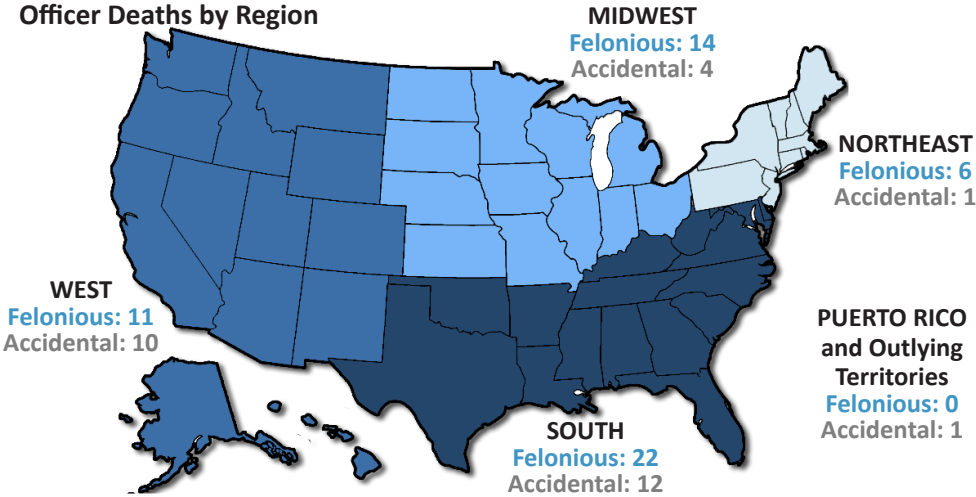 Officer Deaths by Region
MIDWEST
Felonious: 14
Accidental: 4
NORTHEAST
Felonious: 6
Accidental: 1
WEST
Felonious: 11
Accidental: 10
PUERTO RICO
and Outlying
Territories
Felonious: 0
Accidental: 1
SOUTH
Felonious: 22
Accidental: 12